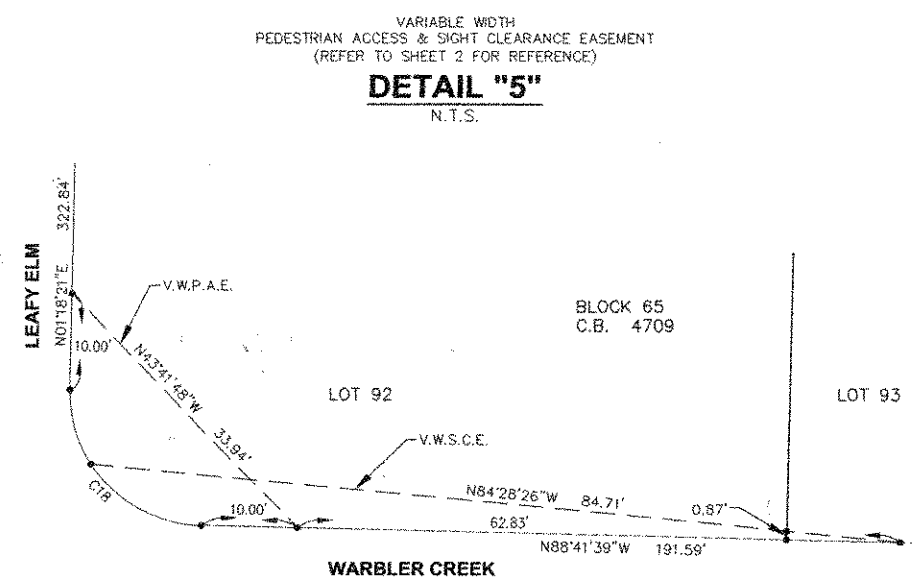 VARIABLE WIDTH
PEDESTRIAN ACCESS & SIGHT CLEARANCE EASEMENT
(REFER TO SHEET 2 FOR REFERENCE)
DETAIL "5"
N.T.S.
LEAFY ELM
N01°18'21"E 322.84'
V.W.P.A.E.
10.00'
N43°41'48"W 33.94'
BLOCK 65
C.B. 4709
LOT 92
LOT 93
V.W.S.C.E.
C18
N84°28'26"W 84.71'
0.87'
10.00'
62.83'
N88°41'39"W 191.59'
WARBLER CREEK